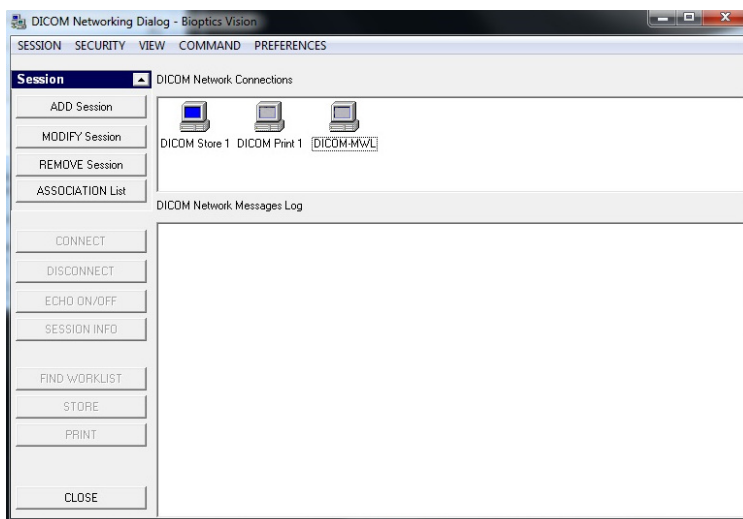 DICOM Networking Dialog - Bioptics Vision
SESSION SECURITY VIEW COMMAND PREFERENCES
Session
DICOM Network Connections
ADD Session
MODIFY Session
REMOVE Session
ASSOCIATION List
DICOM Store 1 DICOM Print 1 DICOM-MWL
DICOM Network Messages Log
CONNECT
DISCONNECT
ECHO ON/OFF
SESSION INFO
FIND WORKLIST
STORE
PRINT
CLOSE